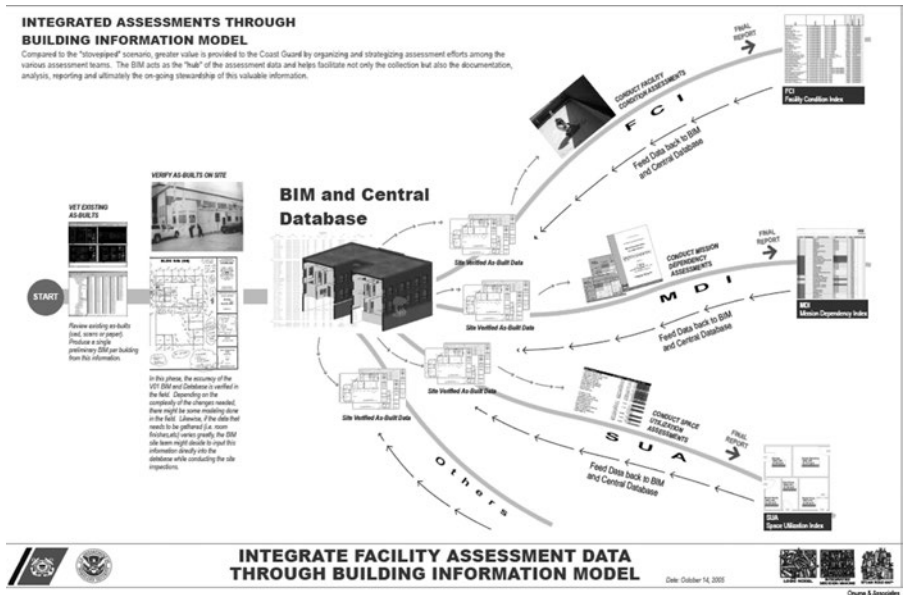 INTEGRATED ASSESSMENTS THROUGH
BUILDING INFORMATION MODEL
Compared to the "stovepiped" scenario, greater value is provided to the Coast Guard by organizing and strategizing assessment efforts among the
various assessment teams. The BIM acts as the "hub" of the assessment data and helps facilitate not only the collection but also the documentation,
analysis, reporting and ultimately the on-going stewardship of this valuable information.
START
VET EXISTING
AS-BUILTS
Review existing as-builts
(cad, scans or paper).
Produce a single
preliminary BIM per building
from this information.
VERIFY AS-BUILTS ON SITE
In this phase, the accuracy of the
V01 BIM and Database is verified in
the field. Depending on the
complexity of the changes needed,
there might be some modeling done
in the field. Likewise, if the data that
needs to be gathered (i.e. room
finishes,etc) varies greatly, the BIM
site team might decide to input this
information directly into the
database while conducting the site
inspections.
BIM and Central
Database
Site Verified As-Built Data
Site Verified As-Built Data
Site Verified As-Built Data
Site Verified As-Built Data
CONDUCT FACILITY
CONDITION ASSESSMENTS
FCI
Feed Data back to BIM
and Central Database
FINAL
REPORT
FCI
Facility Condition Index
CONDUCT MISSION
DEPENDENCY
ASSESSMENTS
MDI
Feed Data back to BIM
and Central Database
FINAL
REPORT
MDI
Mission Dependency Index
CONDUCT SPACE
UTILIZATION
ASSESSMENTS
SUA
Feed Data back to BIM
and Central Database
FINAL
REPORT
SUA
Space Utilization Index
Others
INTEGRATE FACILITY ASSESSMENT DATA
THROUGH BUILDING INFORMATION MODEL
Date: October 14, 2005
Onuma & Associates